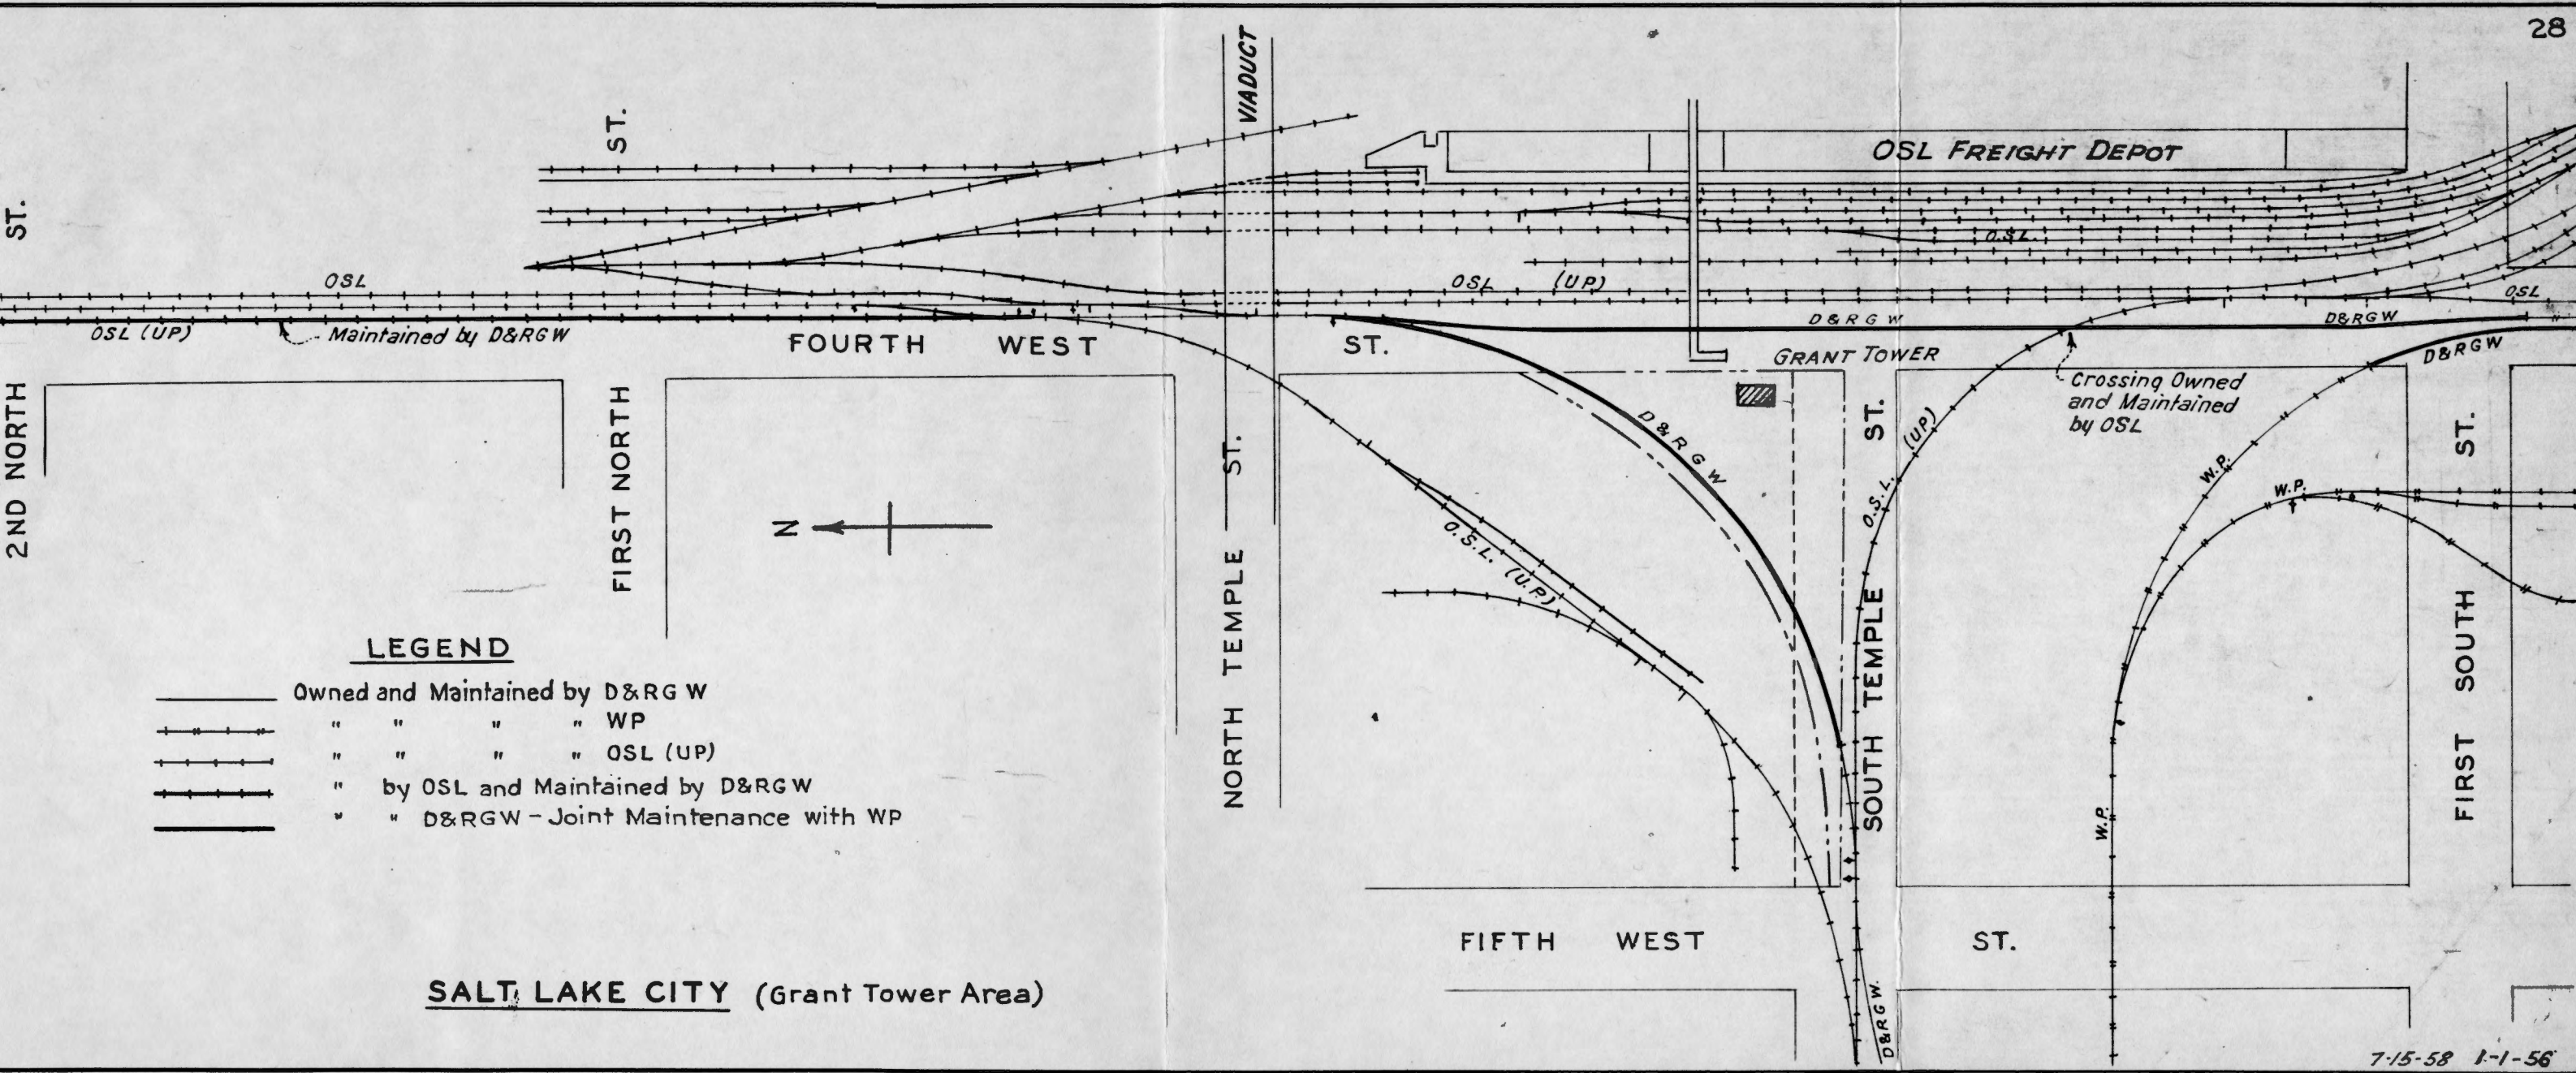 28
VIADUCT
ST.
ST.
OSL FREIGHT DEPOT
O.S.L.
OSL
OSL (UP)
OSL
OSL (UP)
Maintained by D&RGW
D&RGW
D&RGW
FOURTH WEST ST.
GRANT TOWER
D&RGW
Crossing Owned
and Maintained
by OSL
2ND NORTH
FIRST NORTH
NORTH TEMPLE ST.
SOUTH TEMPLE ST.
FIRST SOUTH ST.
D&RGW
O.S.L. (UP)
W.P.
W.P.
N
O.S.L. (U.P.)
LEGEND
Owned and Maintained by D&RGW
" " " " WP
" " " " OSL (UP)
" by OSL and Maintained by D&RGW
" " D&RGW - Joint Maintenance with WP
W.P.
FIFTH WEST ST.
SALT LAKE CITY (Grant Tower Area)
D&RGW.
7-15-58 1-1-56